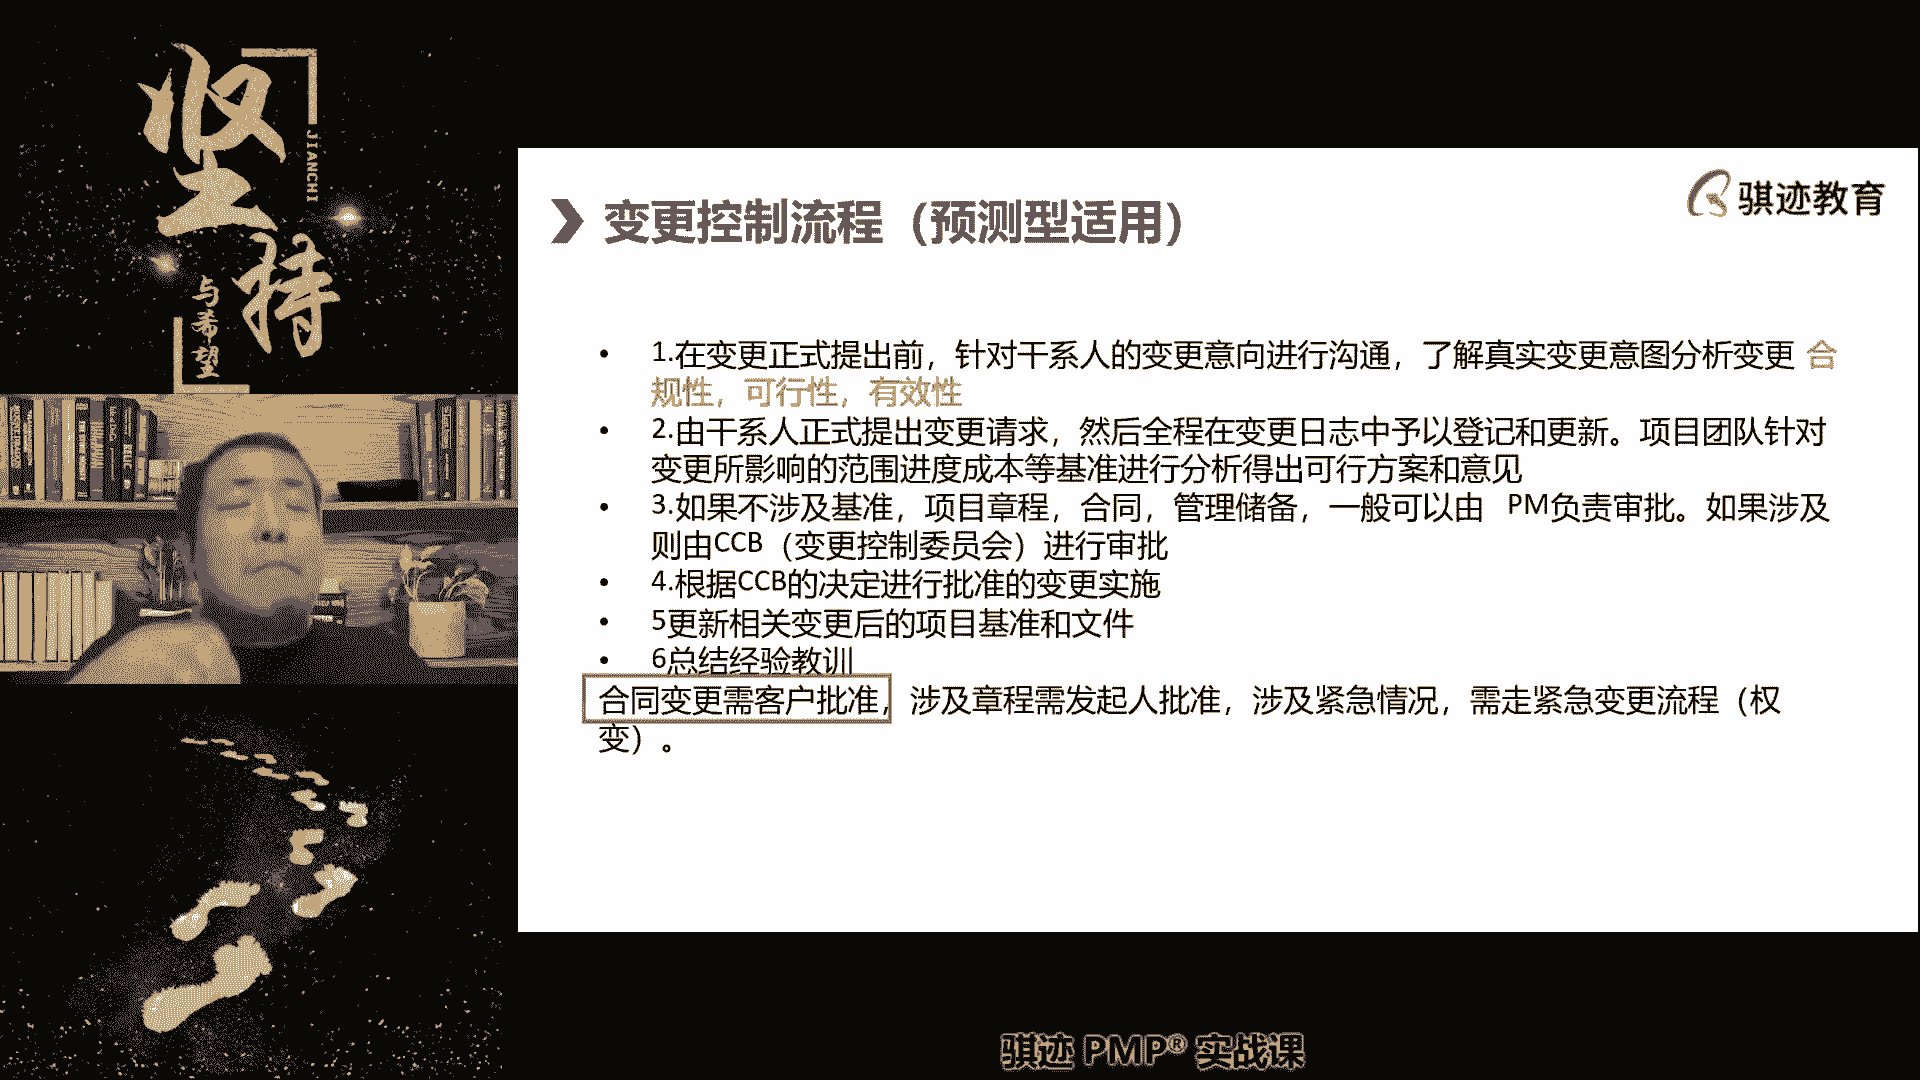 坚持
JIANCHI
与希望
骐迹教育
变更控制流程（预测型适用）
• 1.在变更正式提出前，针对干系人的变更意向进行沟通，了解真实变更意图分析变更 合
规性，可行性，有效性
• 2.由干系人正式提出变更请求，然后全程在变更日志中予以登记和更新。项目团队针对
变更所影响的范围进度成本等基准进行分析得出可行方案和意见
• 3.如果不涉及基准，项目章程，合同，管理储备，一般可以由 PM负责审批。如果涉及
则由CCB（变更控制委员会）进行审批
• 4.根据CCB的决定进行批准的变更实施
• 5更新相关变更后的项目基准和文件
• 6总结经验教训
合同变更需客户批准，涉及章程需发起人批准，涉及紧急情况，需走紧急变更流程（权
变）。
骐迹 PMP® 实战课